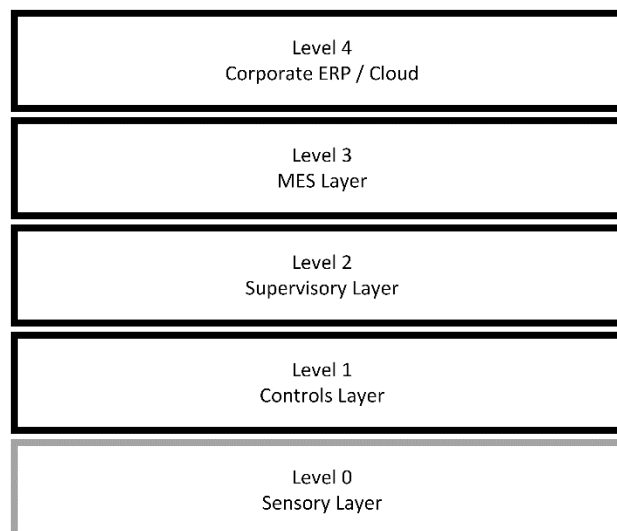 Level 4
Corporate ERP / Cloud
Level 3
MES Layer
Level 2
Supervisory Layer
Level 1
Controls Layer
Level 0
Sensory Layer